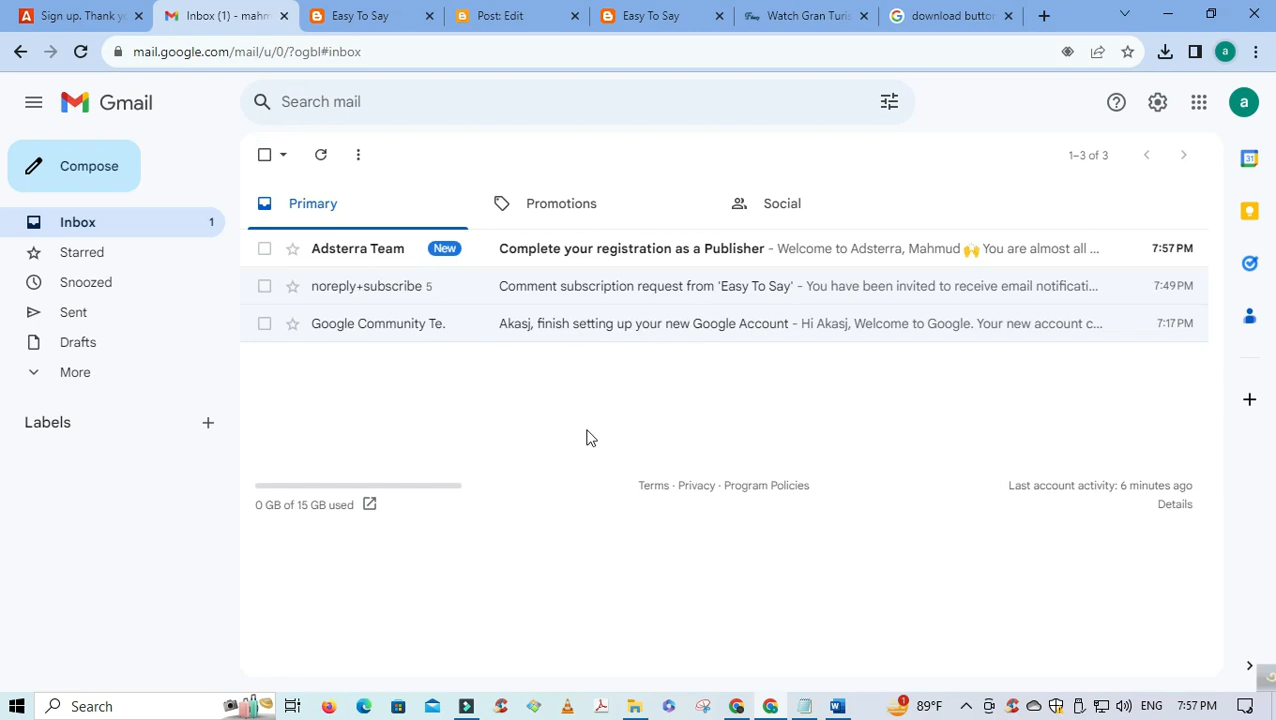 Sign up. Thank yo
Inbox (1) - mahm
Easy To Say
Post: Edit
Easy To Say
Watch Gran Turis
download button
mail.google.com/mail/u/0/?ogbl#inbox
a
Gmail
Search mail
a
Compose
1–3 of 3
31
Primary
Promotions
Social
Inbox 1
Starred
Snoozed
Sent
Drafts
More
Labels
Adsterra Team New Complete your registration as a Publisher - Welcome to Adsterra, Mahmud 🙌 You are almost all ... 7:57 PM
noreply+subscribe 5 Comment subscription request from 'Easy To Say' - You have been invited to receive email notificati... 7:49 PM
Google Community Te. Akasj, finish setting up your new Google Account - Hi Akasj, Welcome to Google. Your new account c... 7:17 PM
Terms · Privacy · Program Policies
Last account activity: 6 minutes ago
0 GB of 15 GB used
Details
Search
1
89°F
ENG
7:57 PM